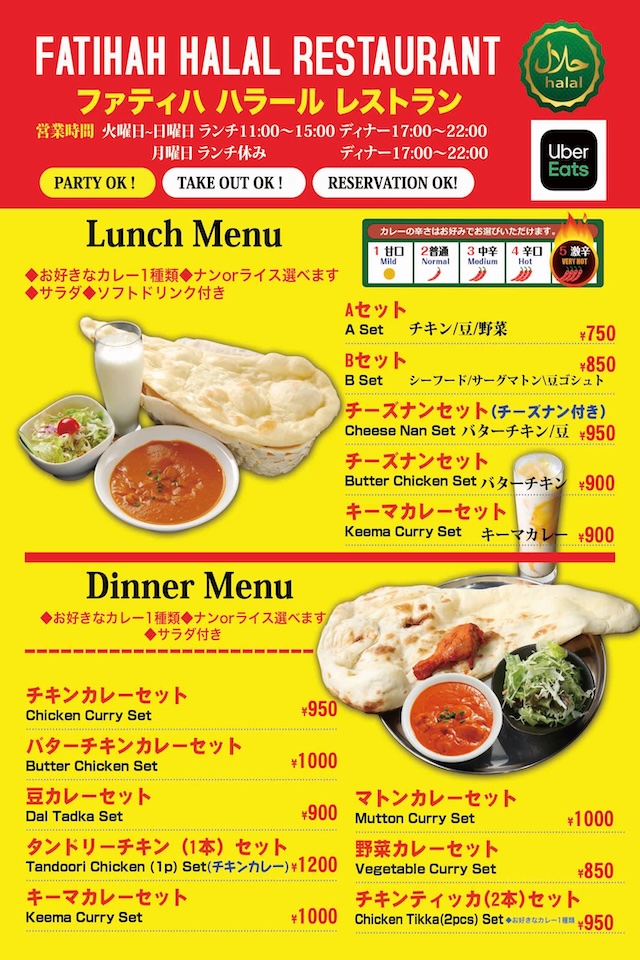 FATIHAH HALAL RESTAURANT
حلال
halal
ファティハ ハラール レストラン
営業時間 火曜日~日曜日 ランチ11:00〜15:00 ディナー17:00〜22:00
月曜日 ランチ休み ディナー17:00〜22:00
Uber
Eats
PARTY OK !
TAKE OUT OK !
RESERVATION OK!
Lunch Menu
◆お好きなカレー1種類◆ナンorライス選べます
◆サラダ◆ソフトドリンク付き
カレーの辛さはお好みでお選びいただけます。
1 甘口 2普通 3 中辛 4 辛口 5 激辛
Mild Normal Medium Hot VERY HOT
Aセット
A Set チキン/豆/野菜 ¥750
Bセット ¥850
B Set シーフード/サーグマトン\豆ゴシュト
チーズナンセット(チーズナン付き)
Cheese Nan Set バターチキン/豆 ¥950
チーズナンセット
Butter Chicken Set バターチキン ¥900
キーマカレーセット
Keema Curry Set キーマカレー ¥900
Dinner Menu
◆お好きなカレー1種類◆ナンorライス選べます
◆サラダ付き
チキンカレーセット
Chicken Curry Set ¥950
バターチキンカレーセット
Butter Chicken Set ¥1000
豆カレーセット
Dal Tadka Set ¥900
タンドリーチキン（1本）セット
Tandoori Chicken (1p) Set(チキンカレー) ¥1200
キーマカレーセット
Keema Curry Set ¥1000
マトンカレーセット
Mutton Curry Set ¥1000
野菜カレーセット
Vegetable Curry Set ¥850
チキンティッカ(2本)セット
Chicken Tikka(2pcs) Set ◆お好きなカレー1種類 ¥950